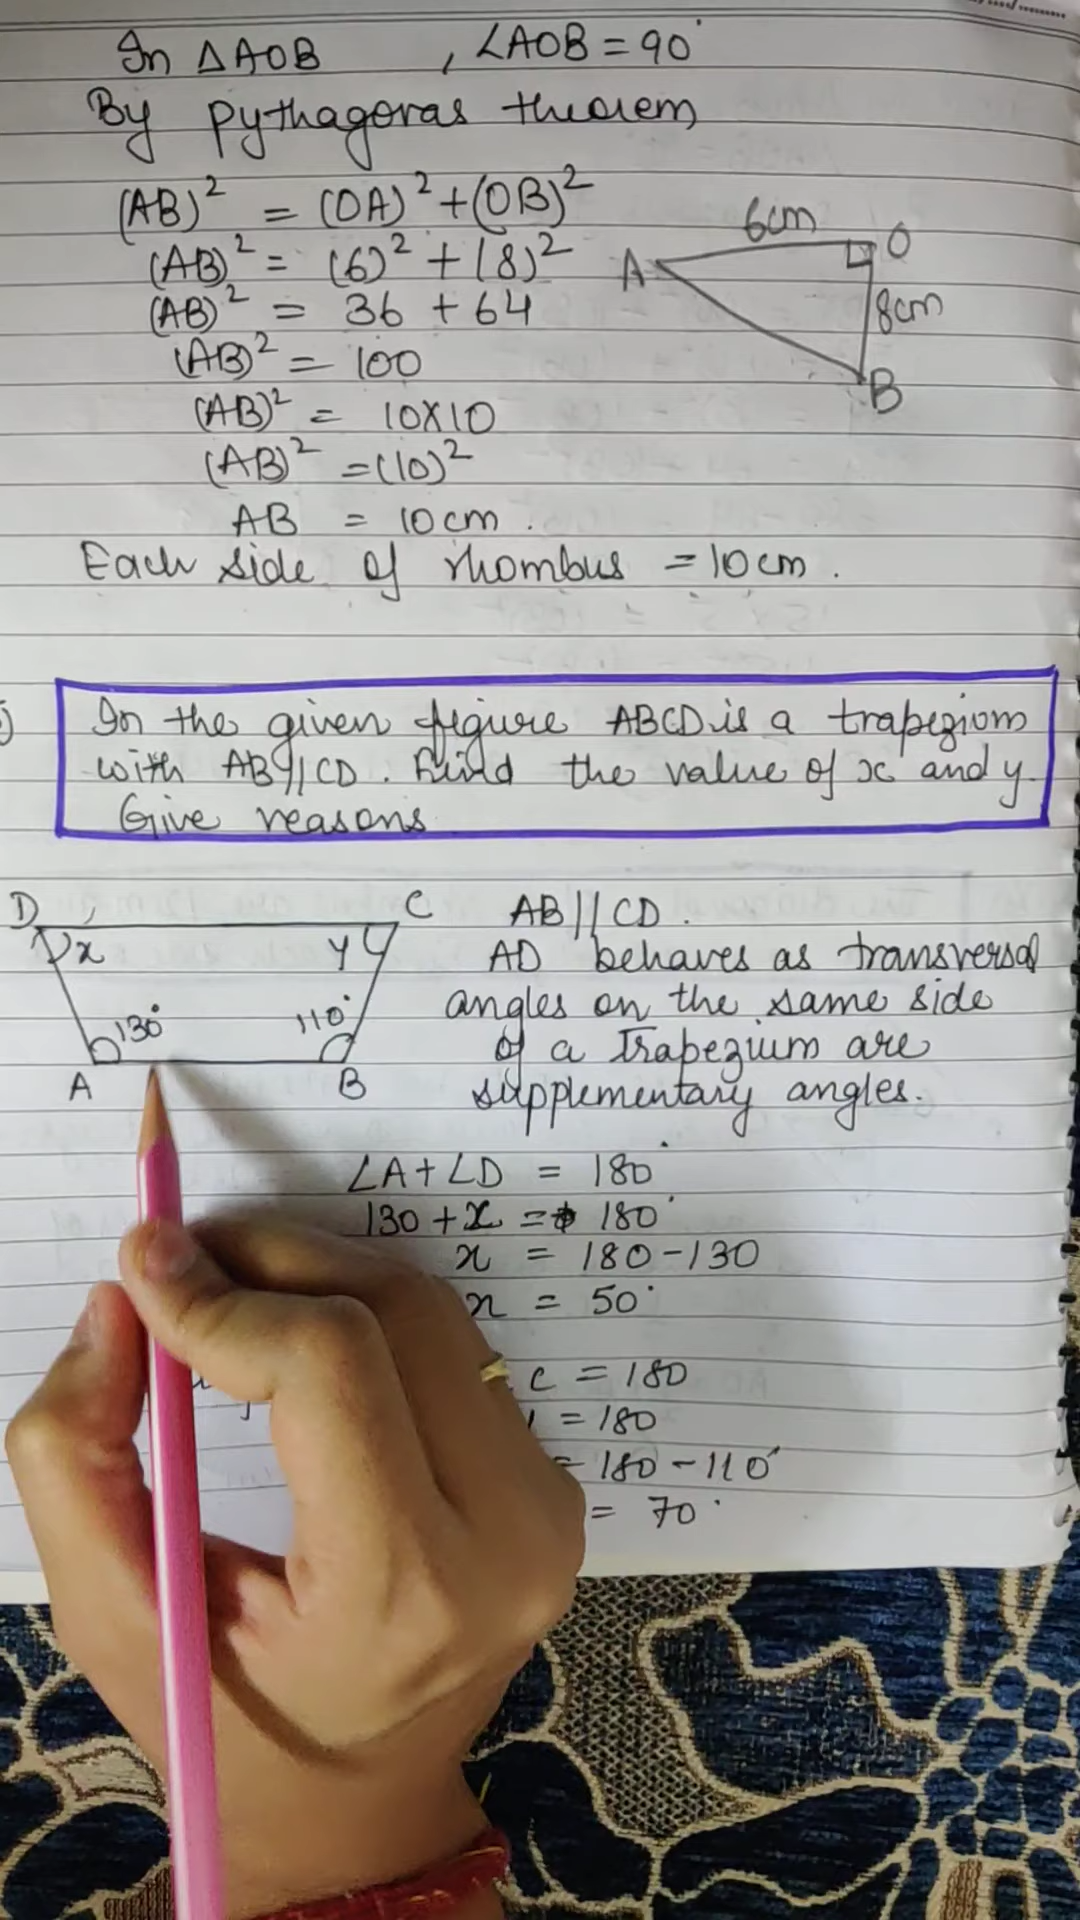 In ΔAOB , ∠AOB = 90°
By pythagoras theorem
(AB)² = (OA)² + (OB)²
(AB)² = (6)² + (8)²
(AB)² = 36 + 64
(AB)² = 100
(AB)² = 10×10
(AB)² = (10)²
AB = 10 cm .
Each side of rhombus = 10 cm .
6cm
A
O
8cm
B
In the given figure ABCD is a trapezium
with AB//CD . Find the value of x and y.
Give reasons
D
C
x
y
130°
110°
A
B
AB//CD .
AD behaves as transversal
angles on the same side
of a Trapezium are
supplementary angles.
∠A + ∠D = 180°
130 + x = 180°
x = 180 - 130
x = 50°
c = 180
= 180
= 180 - 110°
= 70°